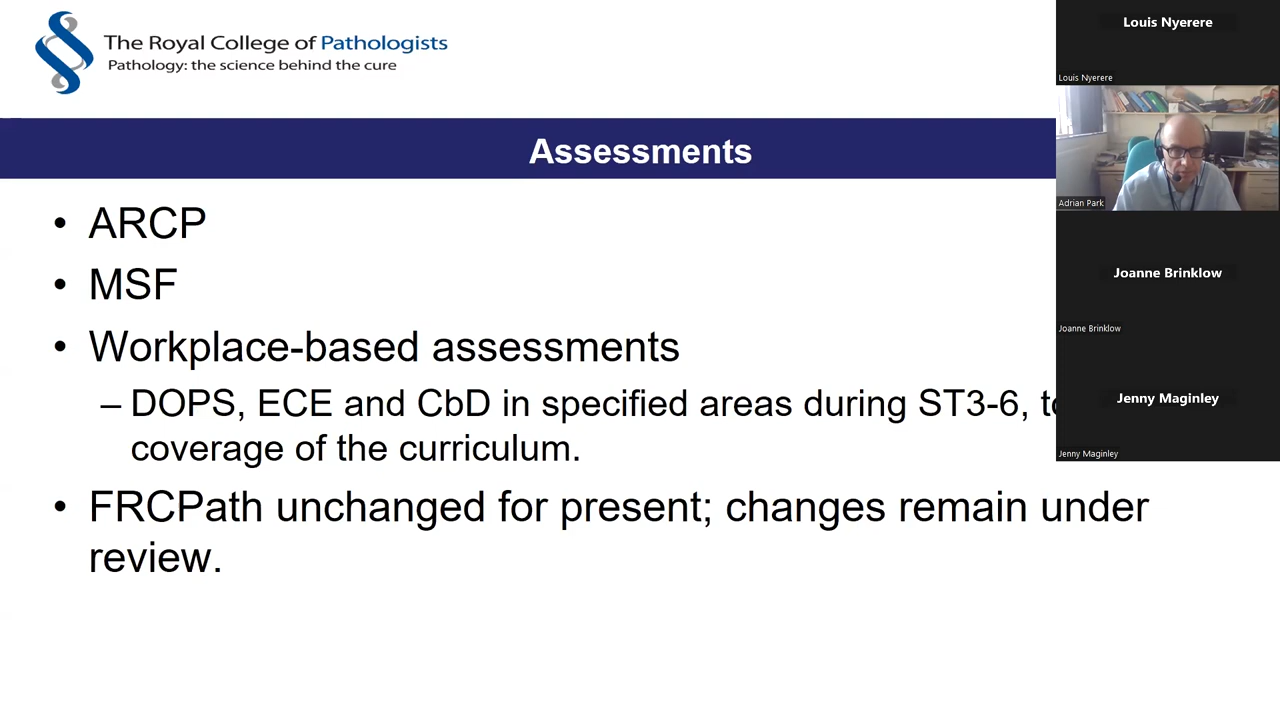 The Royal College of Pathologists
Pathology: the science behind the cure
Assessments
• ARCP
• MSF
• Workplace-based assessments
– DOPS, ECE and CbD in specified areas during ST3-6,
coverage of the curriculum.
• FRCPath unchanged for present; changes remain under
review.
Louis Nyerere
Louis Nyerere
Adrian Park
Joanne Brinklow
Joanne Brinklow
Jenny Maginley
Jenny Maginley